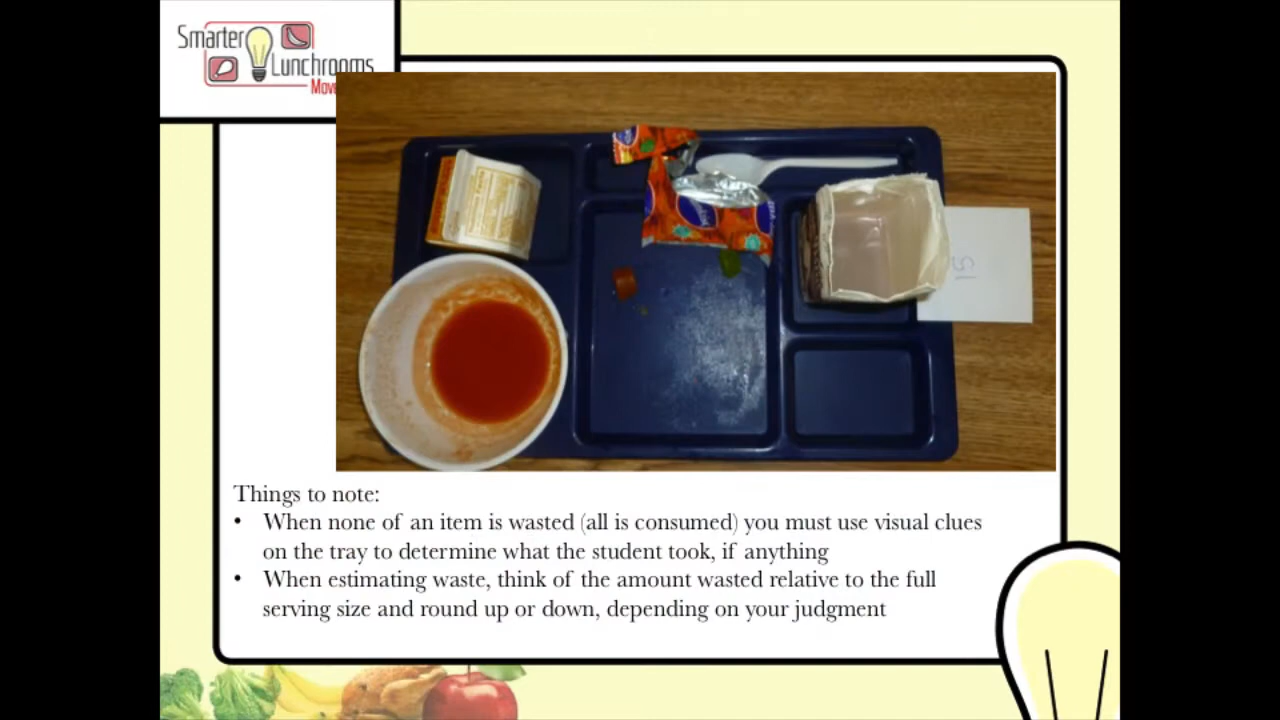 Smarter
Lunchrooms
Things to note:
• When none of an item is wasted (all is consumed) you must use visual clues
on the tray to determine what the student took, if anything
• When estimating waste, think of the amount wasted relative to the full
serving size and round up or down, depending on your judgment